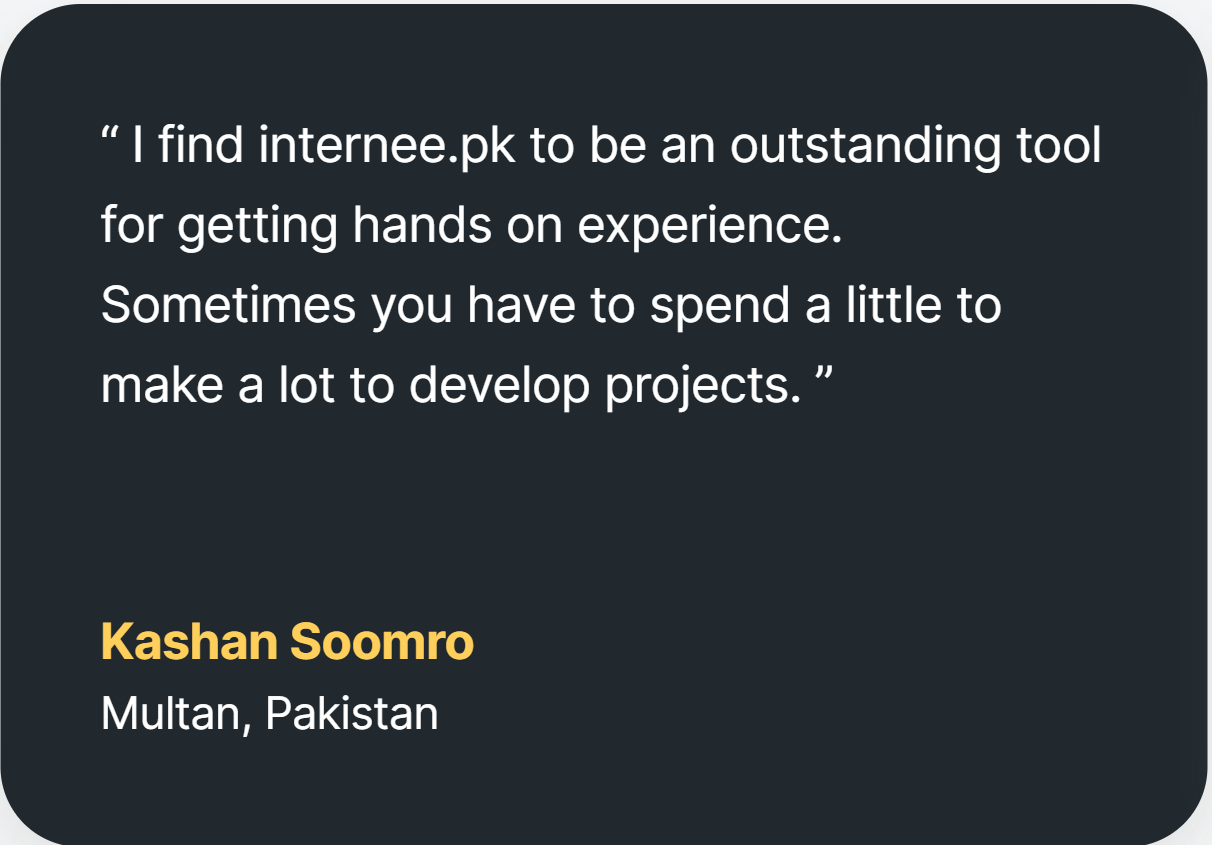 “ I find internee.pk to be an outstanding tool
for getting hands on experience.
Sometimes you have to spend a little to
make a lot to develop projects. ”
Kashan Soomro
Multan, Pakistan